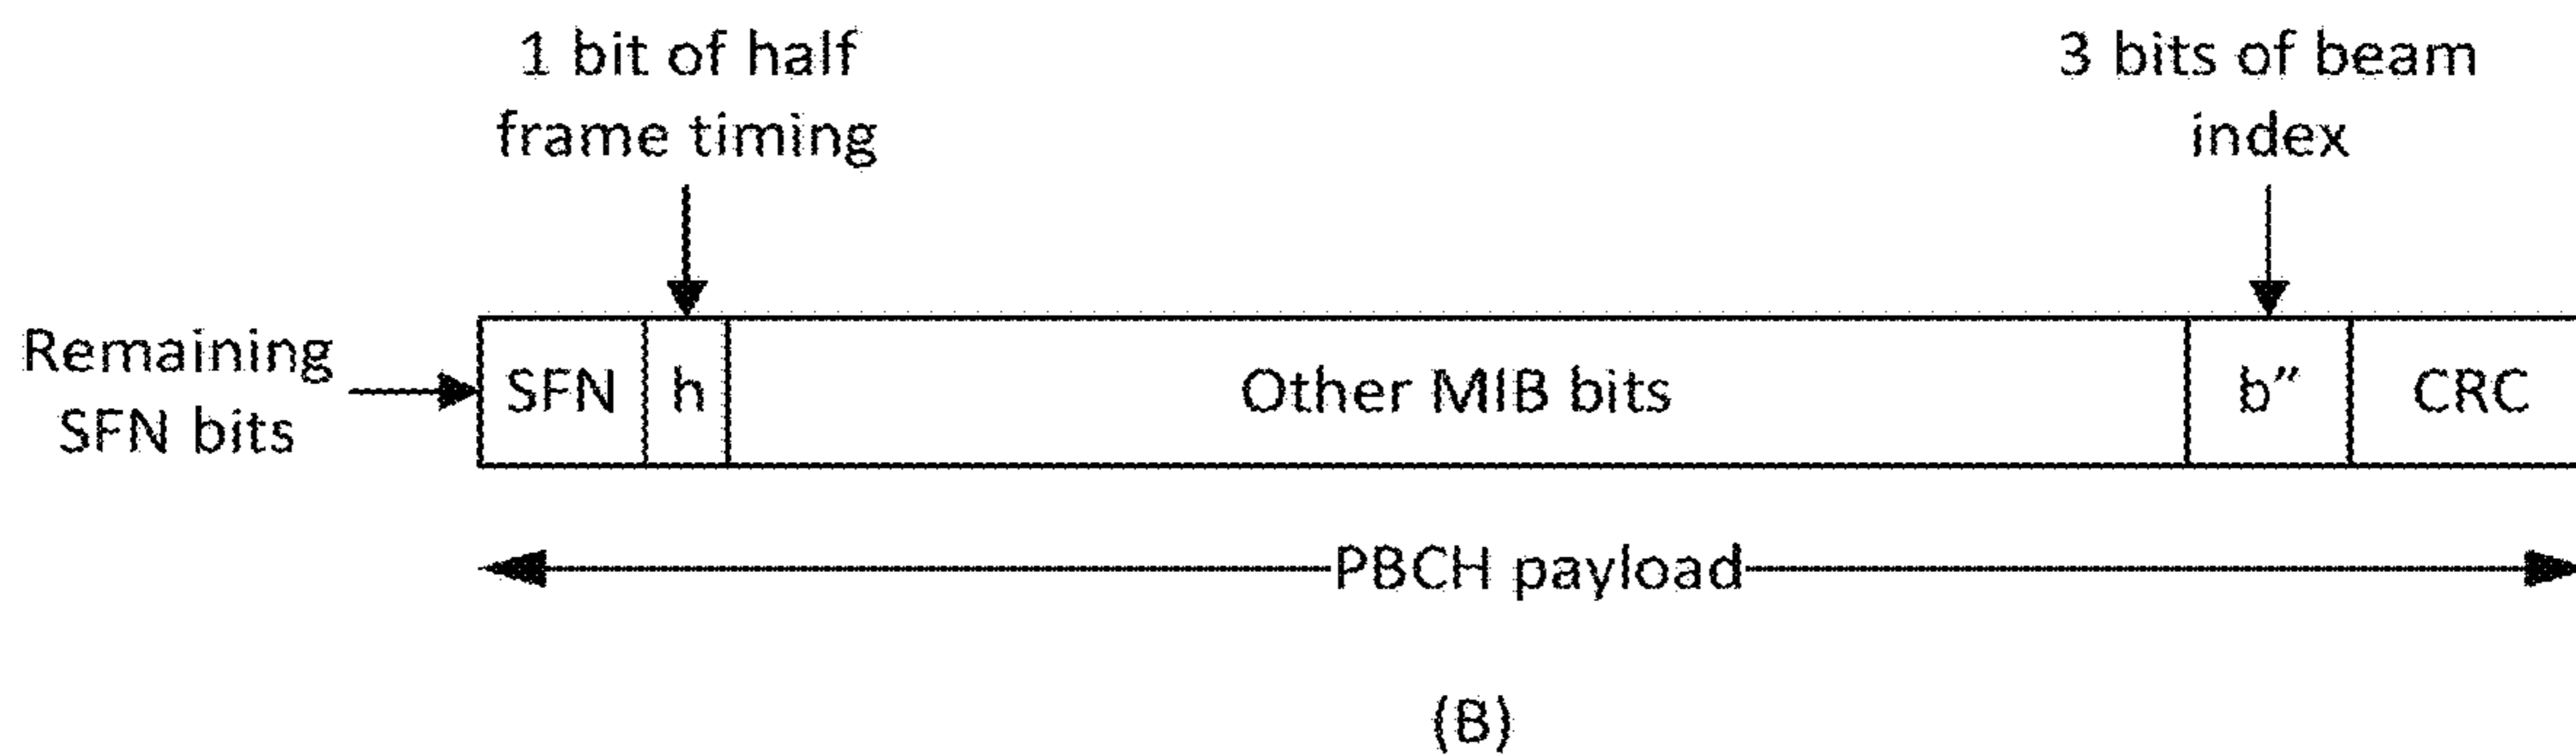 1 bit of half
frame timing
3 bits of beam
index
Remaining
SFN bits
SFN h Other MIB bits b″ CRC
PBCH payload
(B)